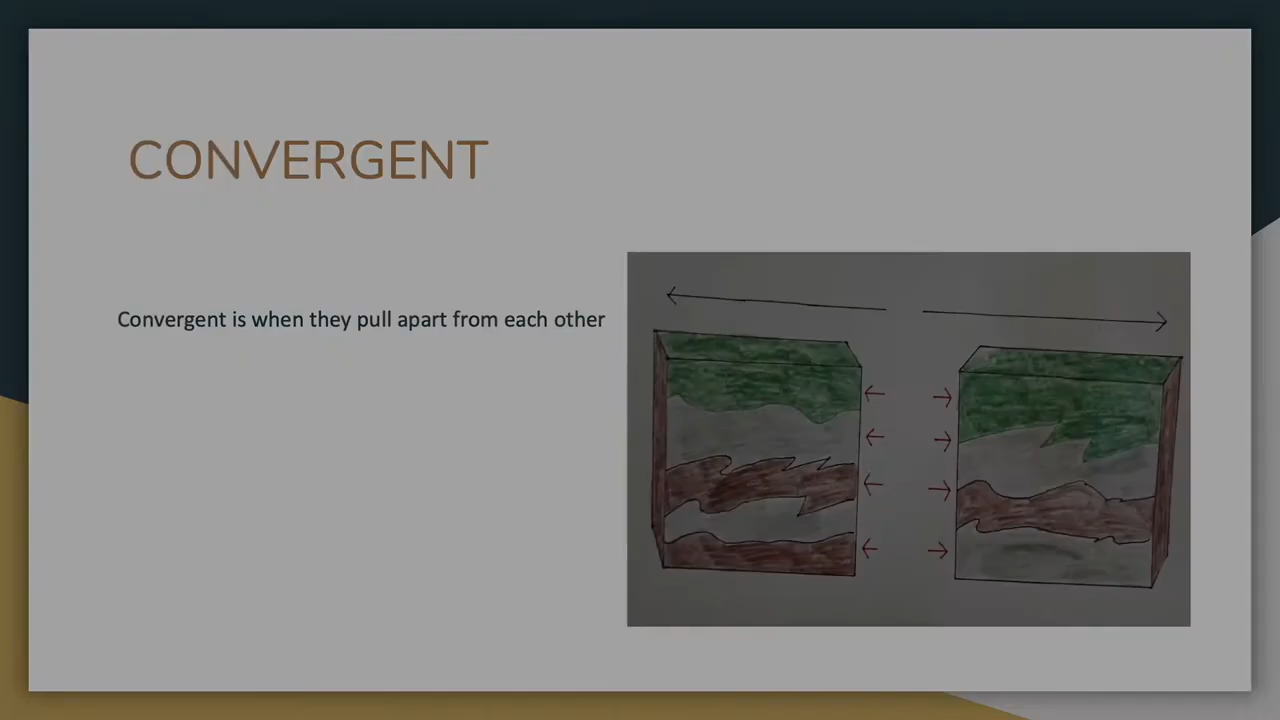 CONVERGENT
Convergent is when they pull apart from each other